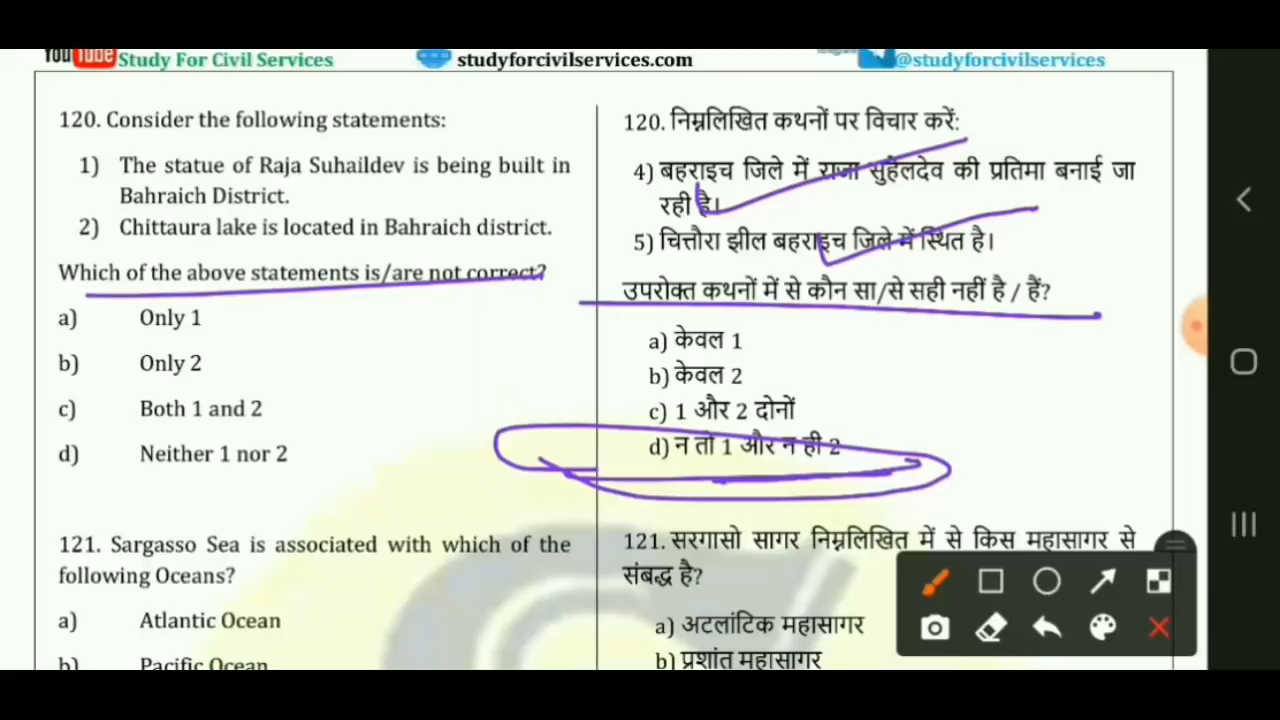 YouTube Study For Civil Services
studyforcivilservices.com
@studyforcivilservices
120. Consider the following statements:
1) The statue of Raja Suhaildev is being built in
Bahraich District.
2) Chittaura lake is located in Bahraich district.
Which of the above statements is/are not correct?
a) Only 1
b) Only 2
c) Both 1 and 2
d) Neither 1 nor 2
121. Sargasso Sea is associated with which of the
following Oceans?
a) Atlantic Ocean
b) Pacific Ocean
120. निम्नलिखित कथनों पर विचार करें:
4) बहराइच जिले में राजा सुहेलदेव की प्रतिमा बनाई जा
रही है।
5) चित्तौरा झील बहराइच जिले में स्थित है।
उपरोक्त कथनों में से कौन सा/से सही नहीं है / हैं?
a) केवल 1
b) केवल 2
c) 1 और 2 दोनों
d) न तो 1 और न ही 2
121. सरगासो सागर निम्नलिखित में से किस महासागर से
संबद्ध है?
a) अटलांटिक महासागर
b) प्रशांत महासागर